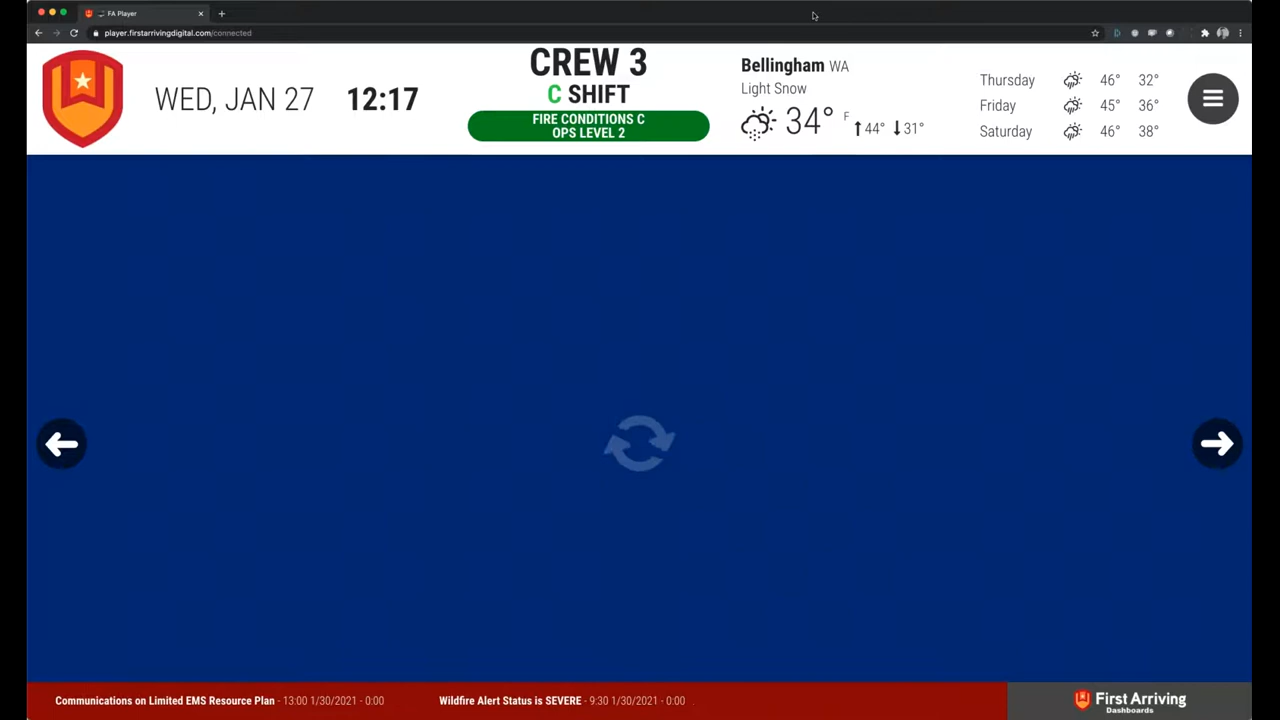 FA Player
player.firstarrivingdigital.com/connected
WED, JAN 27
12:17
CREW 3
C SHIFT
FIRE CONDITIONS C
OPS LEVEL 2
Bellingham WA
Light Snow
34° F 44° 31°
Thursday 46° 32°
Friday 45° 36°
Saturday 46° 38°
Communications on Limited EMS Resource Plan - 13:00 1/30/2021 - 0:00
Wildfire Alert Status is SEVERE - 9:30 1/30/2021 - 0:00
First Arriving
Dashboards